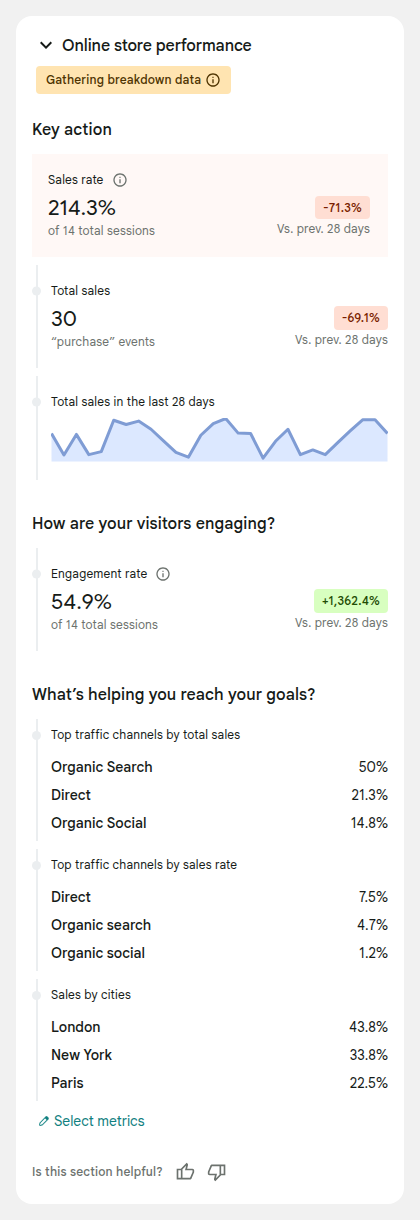 Online store performance
Gathering breakdown data
Key action
Sales rate
214.3%
-71.3%
of 14 total sessions
Vs. prev. 28 days
Total sales
30
-69.1%
“purchase” events
Vs. prev. 28 days
Total sales in the last 28 days
How are your visitors engaging?
Engagement rate
54.9%
+1,362.4%
of 14 total sessions
Vs. prev. 28 days
What’s helping you reach your goals?
Top traffic channels by total sales
Organic Search 50%
Direct 21.3%
Organic Social 14.8%
Top traffic channels by sales rate
Direct 7.5%
Organic search 4.7%
Organic social 1.2%
Sales by cities
London 43.8%
New York 33.8%
Paris 22.5%
Select metrics
Is this section helpful?